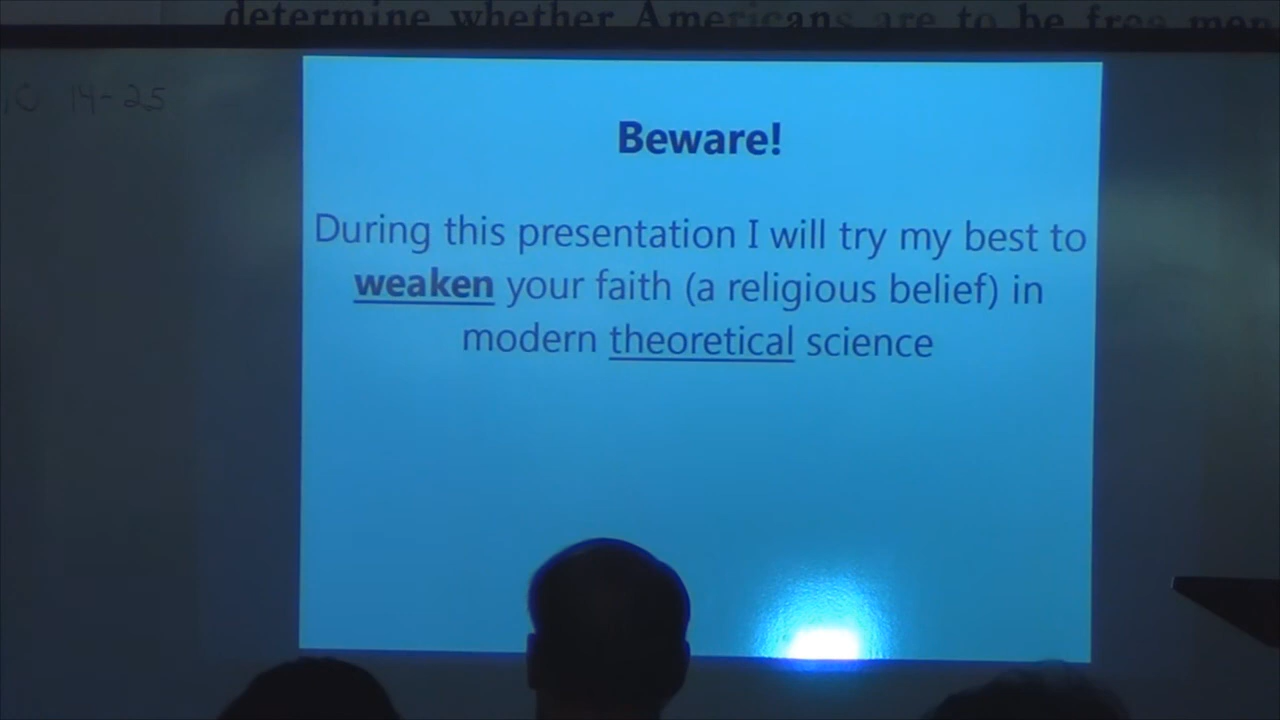 determine whether Americans are to be free men
14-25
Beware!
During this presentation I will try my best to
weaken your faith (a religious belief) in
modern theoretical science